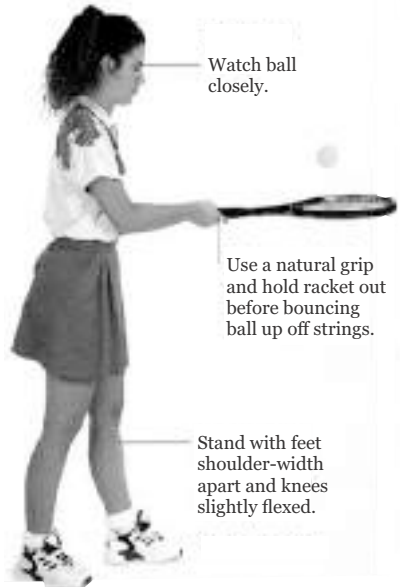 Watch ball
closely.
Use a natural grip
and hold racket out
before bouncing
ball up off strings.
Stand with feet
shoulder-width
apart and knees
slightly flexed.